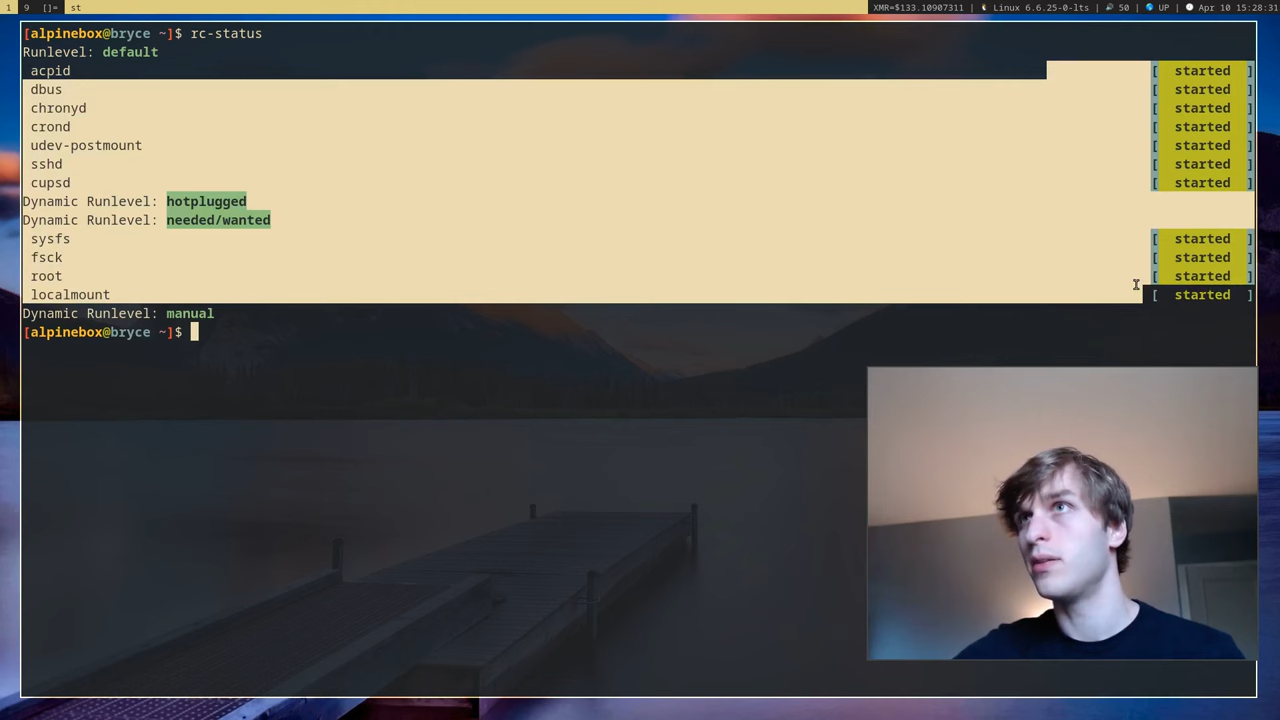 1 9 []= st XMR=$133.10907311 | Linux 6.6.25-0-lts | 50 | UP | Apr 10 15:28:31
[alpinebox@bryce ~]$ rc-status
Runlevel: default
acpid [ started ]
dbus [ started ]
chronyd [ started ]
crond [ started ]
udev-postmount [ started ]
sshd [ started ]
cupsd [ started ]
Dynamic Runlevel: hotplugged
Dynamic Runlevel: needed/wanted
sysfs [ started ]
fsck [ started ]
root [ started ]
localmount [ started ]
Dynamic Runlevel: manual
[alpinebox@bryce ~]$